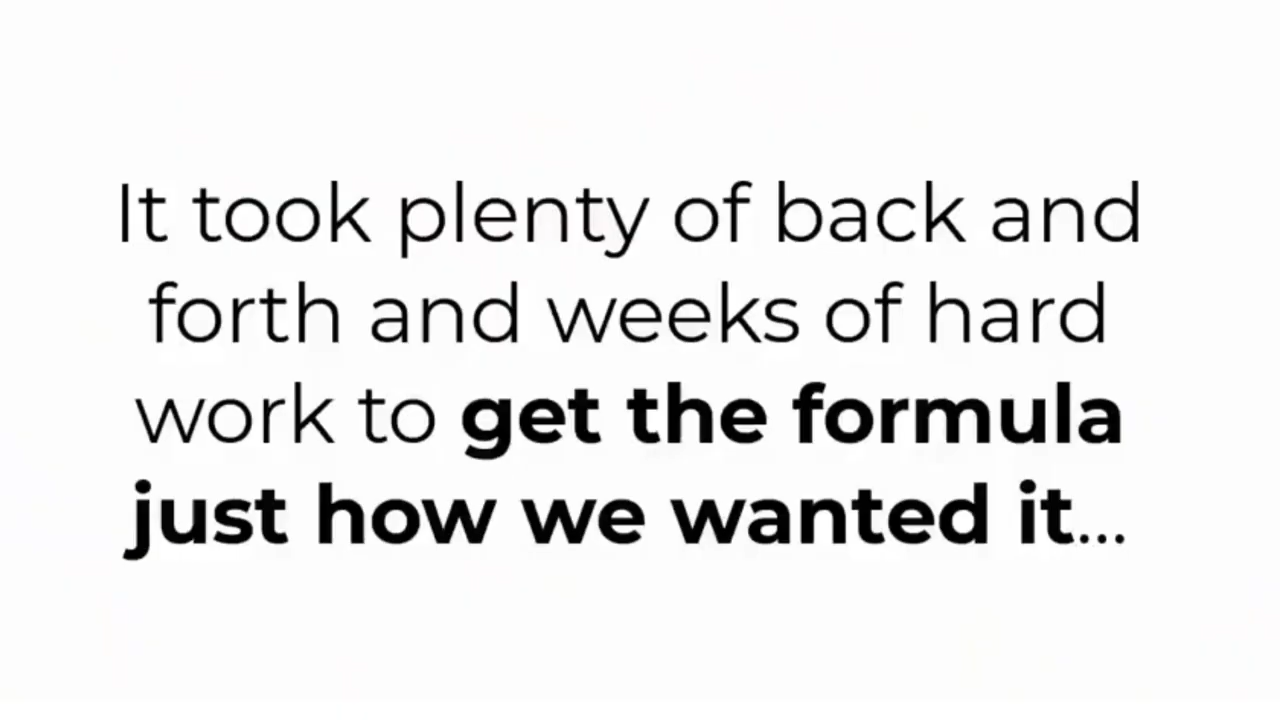 It took plenty of back and
forth and weeks of hard
work to get the formula
just how we wanted it...